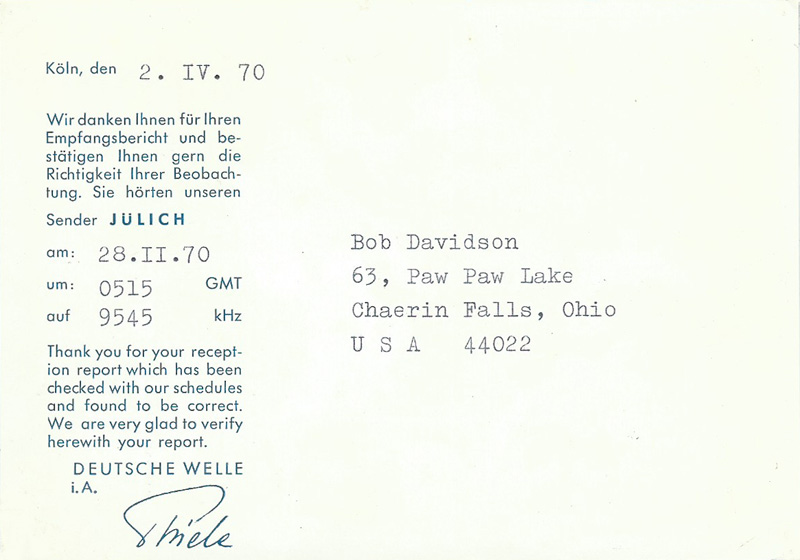 Köln, den 2. IV. 70
Wir danken Ihnen für Ihren
Empfangsbericht und be-
stätigen Ihnen gern die
Richtigkeit Ihrer Beobach-
tung. Sie hörten unseren
Sender JÜLICH
am: 28.II.70
um: 0515 GMT
auf 9545 kHz
Thank you for your recept-
ion report which has been
checked with our schedules
and found to be correct.
We are very glad to verify
herewith your report.
DEUTSCHE WELLE
i.A.
Thiele
Bob Davidson
63, Paw Paw Lake
Chaerin Falls, Ohio
U S A 44022